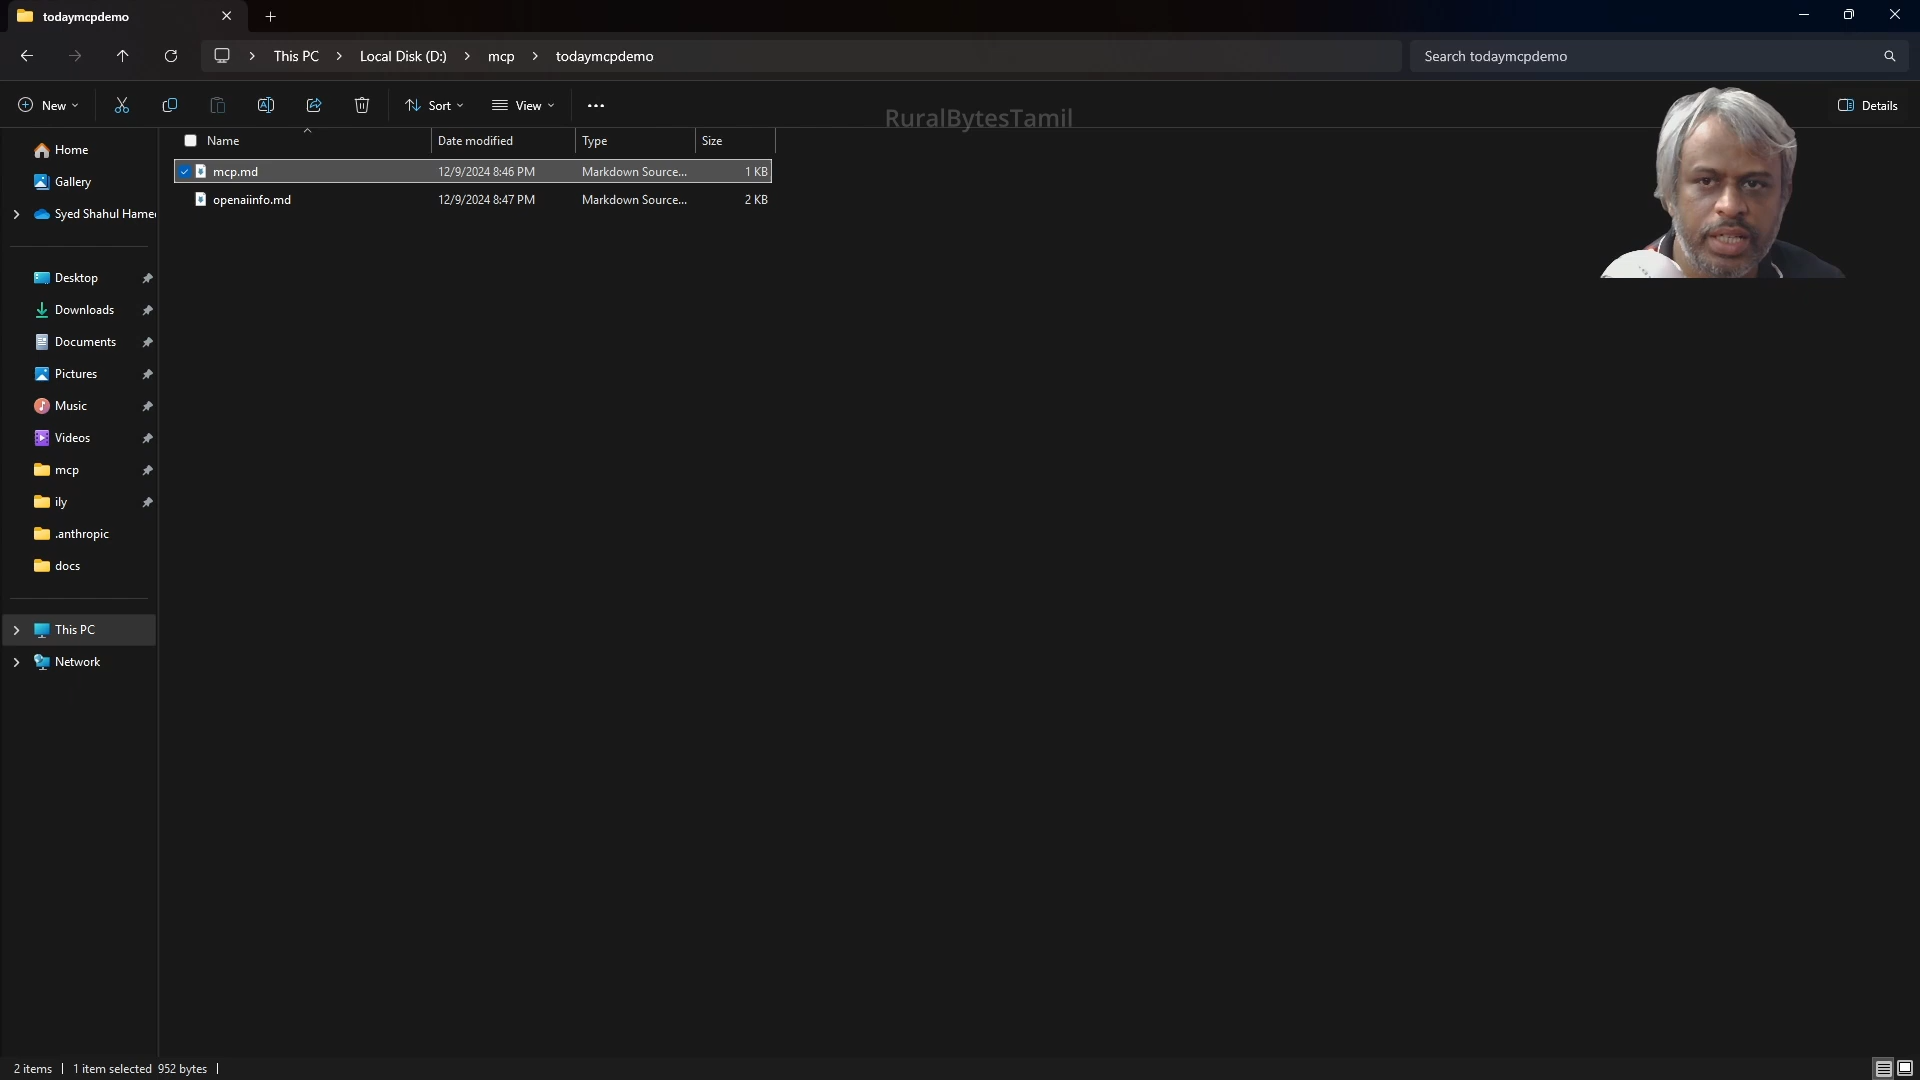 todaymcpdemo
This PC
Local Disk (D:)
mcp
todaymcpdemo
Search todaymcpdemo
New
Sort
View
RuralBytesTamil
Details
Name
Date modified
Type
Size
mcp.md
12/9/2024 8:46 PM
Markdown Source...
1 KB
openaiinfo.md
12/9/2024 8:47 PM
Markdown Source...
2 KB
Home
Gallery
Syed Shahul Hame
Desktop
Downloads
Documents
Pictures
Music
Videos
mcp
ily
.anthropic
docs
This PC
Network
2 items
1 item selected 952 bytes